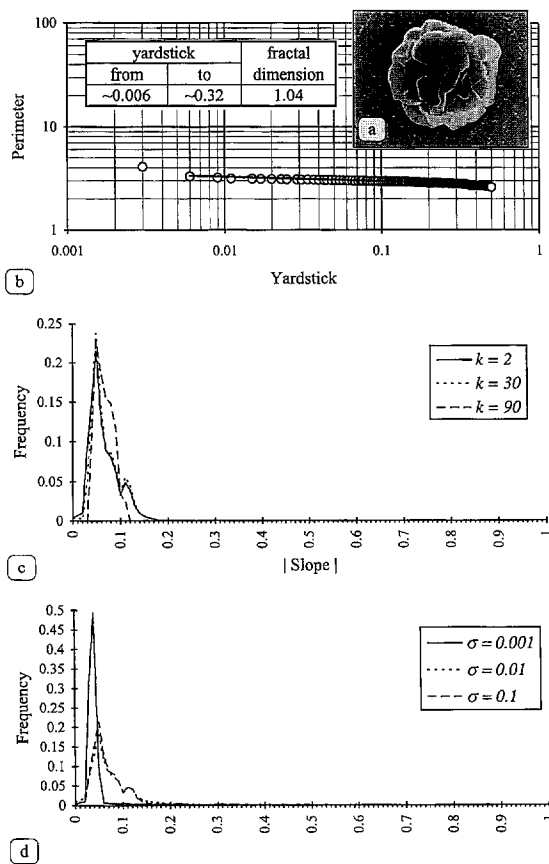 100
10
1
Perimeter
yardstick fractal
from to dimension
~0.006 ~0.32 1.04
a
0.001 0.01 0.1 1
Yardstick
b
0.25
0.2
0.15
0.1
0.05
0
Frequency
k = 2
k = 30
k = 90
0 0.1 0.2 0.3 0.4 0.5 0.6 0.7 0.8 0.9 1
| Slope |
c
0.5
0.45
0.4
0.35
0.3
0.25
0.2
0.15
0.1
0.05
0
Frequency
σ = 0.001
σ = 0.01
σ = 0.1
0 0.1 0.2 0.3 0.4 0.5 0.6 0.7 0.8 0.9 1
| Slope |
d